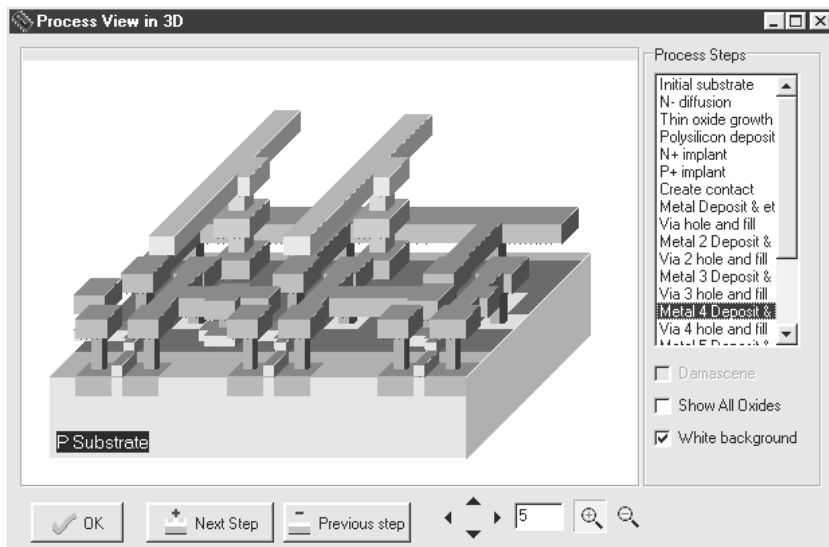 Process View in 3D
Process Steps
Initial substrate
N- diffusion
Thin oxide growth
Polysilicon deposit
N+ implant
P+ implant
Create contact
Metal Deposit & et
Via hole and fill
Metal 2 Deposit &
Via 2 hole and fill
Metal 3 Deposit &
Via 3 hole and fill
Metal 4 Deposit &
Via 4 hole and fill
Metal 5 Deposit &
Damascene
Show All Oxides
White background
P Substrate
OK
Next Step
Previous step
5